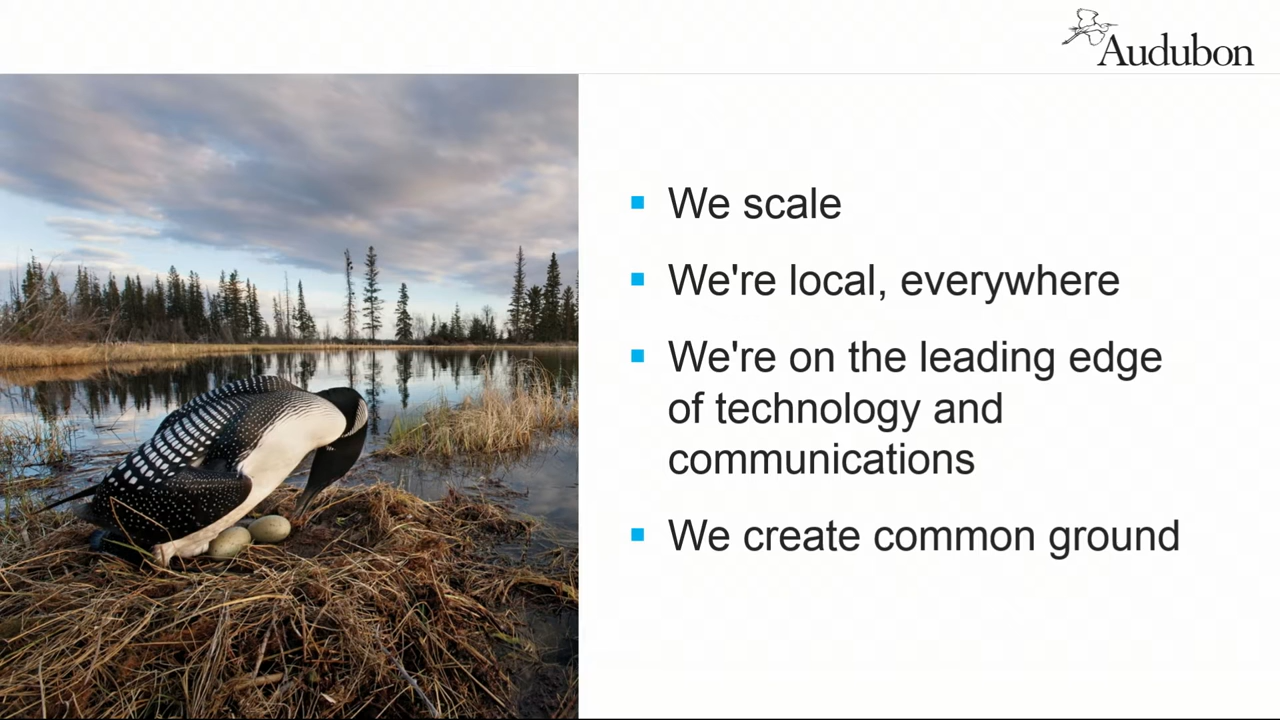 Audubon
We scale
We're local, everywhere
We're on the leading edge
of technology and
communications
We create common ground